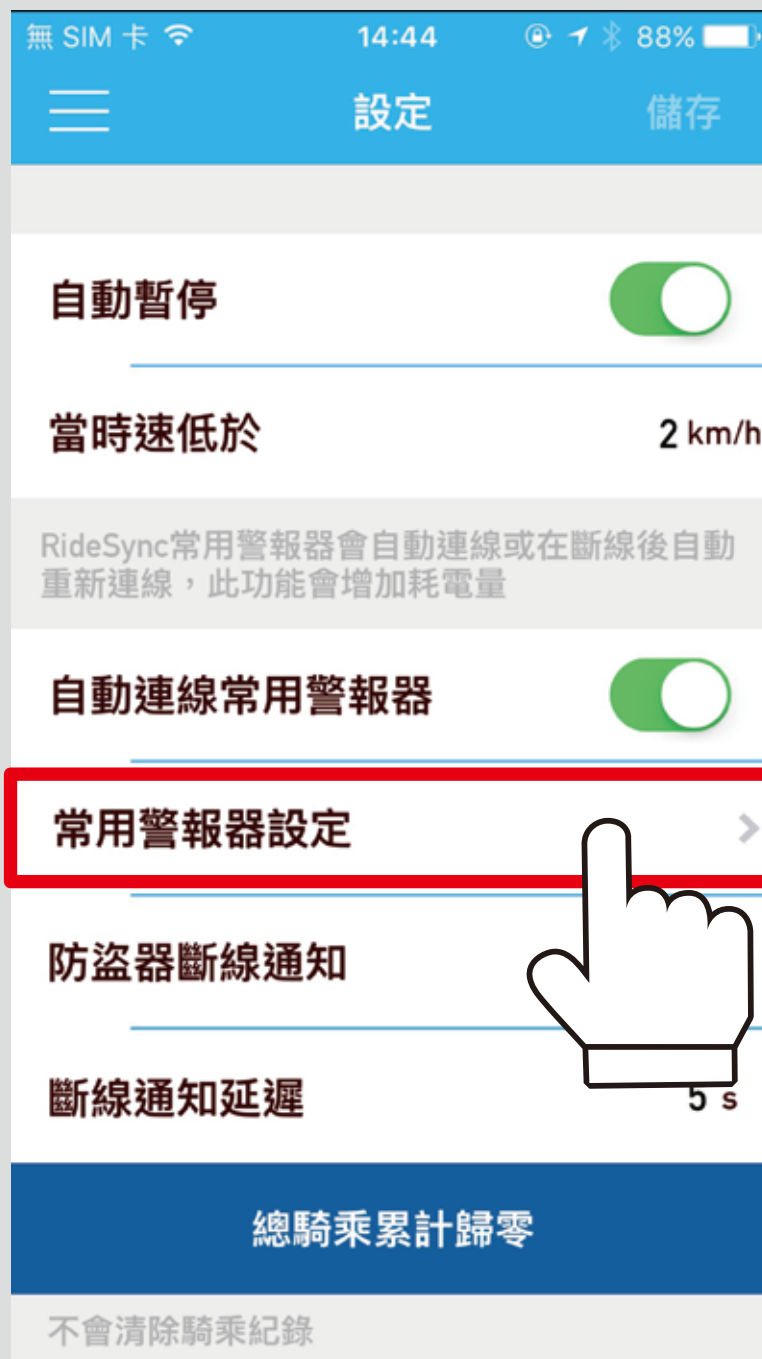 無 SIM 卡 14:44 88%
設定 儲存
自動暫停
當時速低於 2 km/h
RideSync常用警報器會自動連線或在斷線後自動
重新連線，此功能會增加耗電量
自動連線常用警報器
常用警報器設定
防盜器斷線通知
斷線通知延遲 5 s
總騎乘累計歸零
不會清除騎乘紀錄